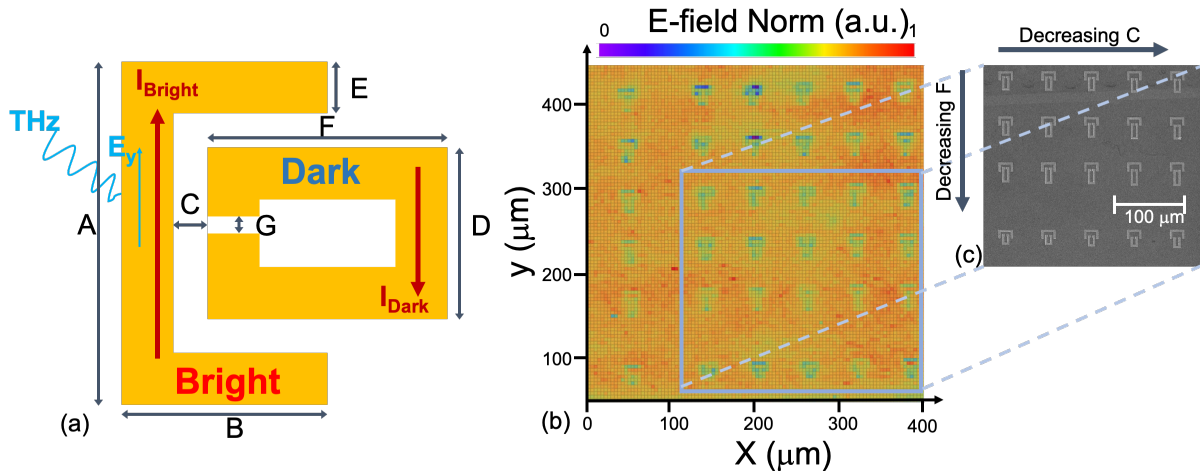 I_Bright
E
THz
E_y
F
Dark
C
A
G
D
I_Dark
Bright
(a)
B
E-field Norm (a.u.)
0
1
400
300
200
100
y (μm)
(b)
0
100
200
300
400
X (μm)
Decreasing C
Decreasing F
100 μm
(c)